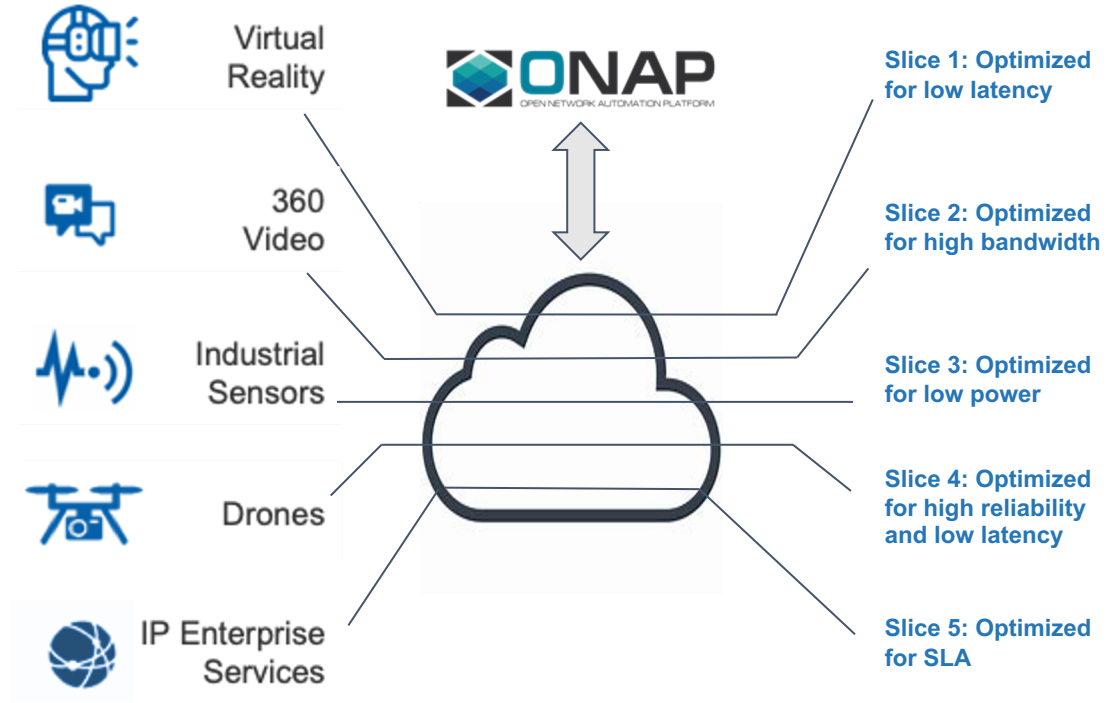 Virtual
Reality
ONAP
OPEN NETWORK AUTOMATION PLATFORM
Slice 1: Optimized
for low latency
360
Video
Slice 2: Optimized
for high bandwidth
Industrial
Sensors
Slice 3: Optimized
for low power
Drones
Slice 4: Optimized
for high reliability
and low latency
IP Enterprise
Services
Slice 5: Optimized
for SLA